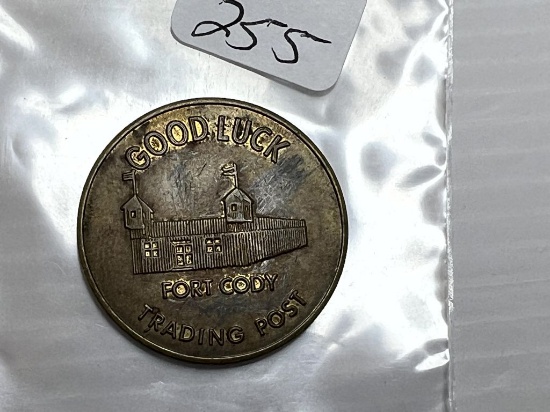 255
GOOD LUCK
FORT CODY
TRADING POST